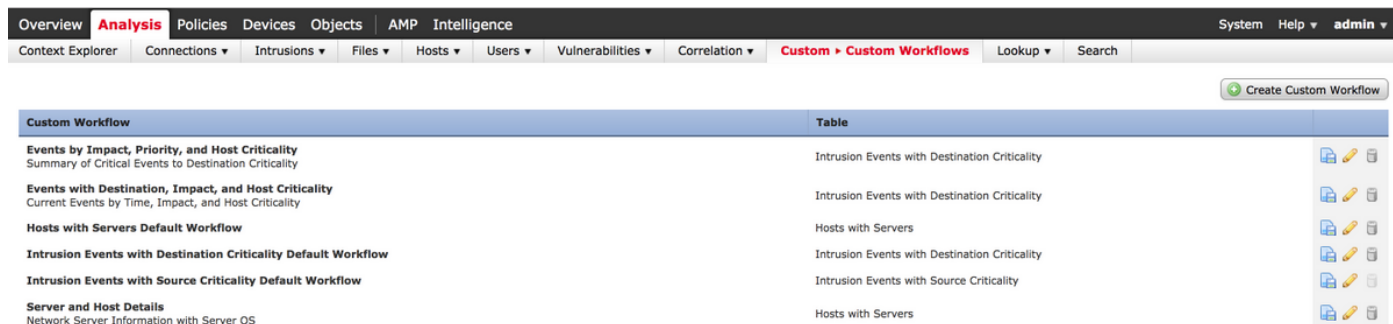 Overview Analysis Policies Devices Objects AMP Intelligence System Help admin
Context Explorer Connections Intrusions Files Hosts Users Vulnerabilities Correlation Custom ▸ Custom Workflows Lookup Search
Create Custom Workflow
Custom Workflow Table
Events by Impact, Priority, and Host Criticality
Summary of Critical Events to Destination Criticality
Intrusion Events with Destination Criticality
Events with Destination, Impact, and Host Criticality
Current Events by Time, Impact, and Host Criticality
Intrusion Events with Destination Criticality
Hosts with Servers Default Workflow Hosts with Servers
Intrusion Events with Destination Criticality Default Workflow Intrusion Events with Destination Criticality
Intrusion Events with Source Criticality Default Workflow Intrusion Events with Source Criticality
Server and Host Details
Network Server Information with Server OS
Hosts with Servers